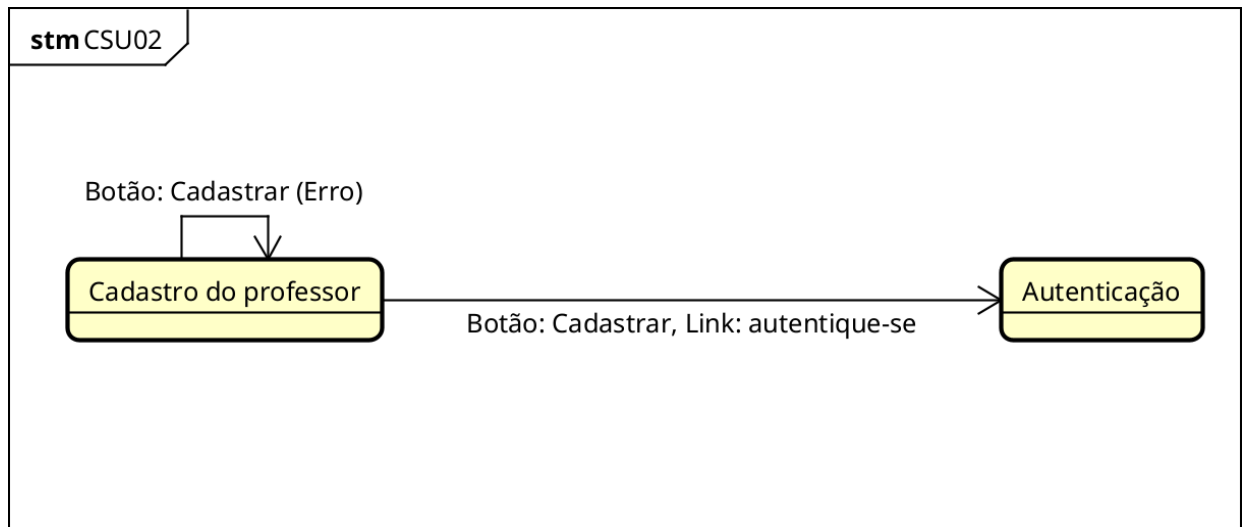 stm CSU02
Botão: Cadastrar (Erro)
Cadastro do professor
Autenticação
Botão: Cadastrar, Link: autentique-se